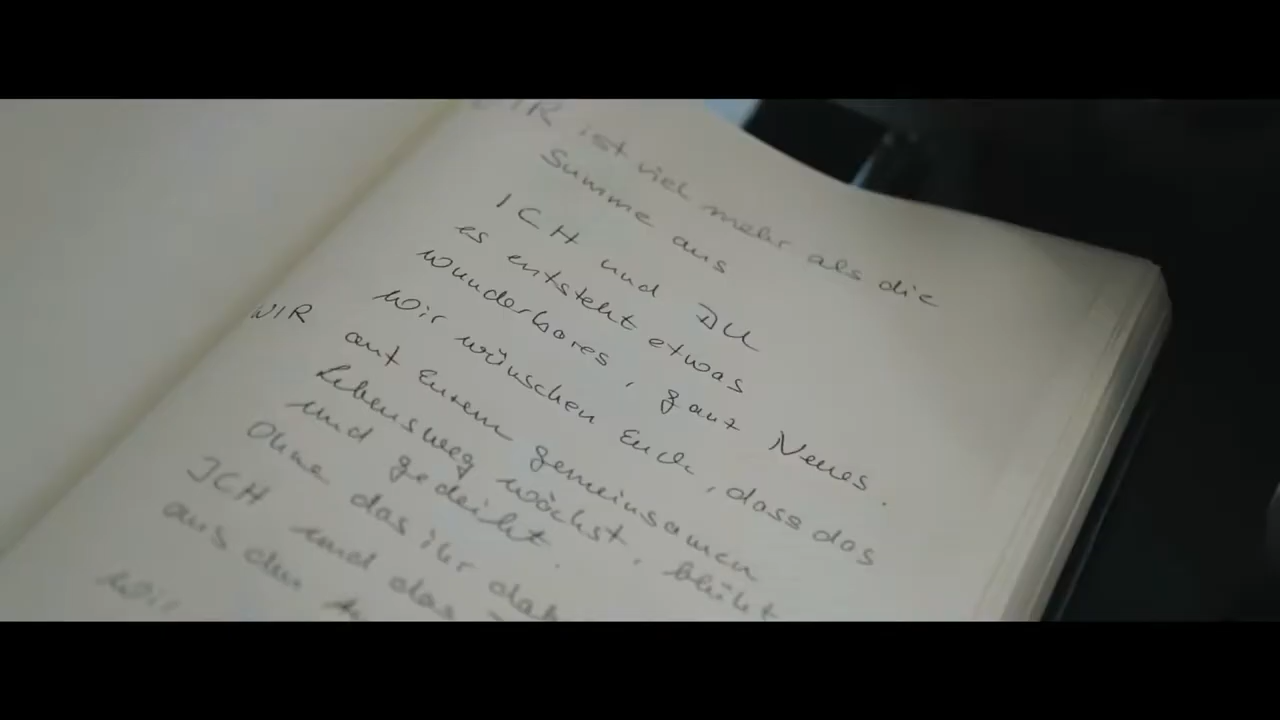 WIR ist viel mehr als die
Summe aus
ICH und DU
es entsteht etwas
wunderbares, ganz Neues.
Wir wünschen Euch, dass das
WIR auf Eurem gemeinsamen
Lebensweg wächst, blüht
und gedeiht.
Ohne das ihr dab
ICH und das
aus den
Wir